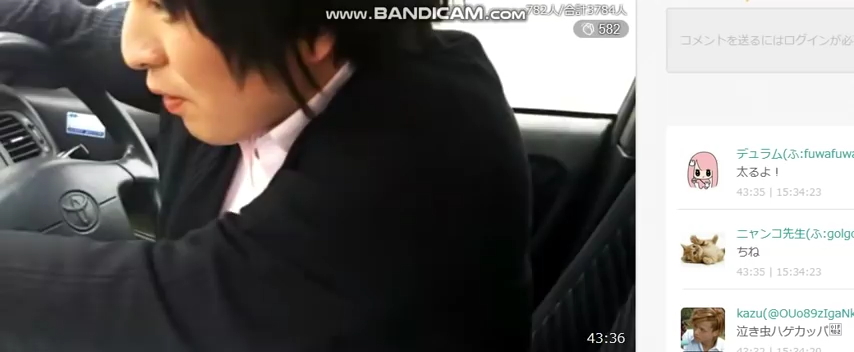 www.BANDICAM.com
782人/合計3784人
582
43:36
コメントを送るにはログインが必
デュラム(ふ:fuwafuwa
太るよ！
43:35 | 15:34:23
ニャンコ先生(ふ:golgo
ちね
43:35 | 15:34:23
kazu(@OUo89zIgaNk
泣き虫ハゲカッパ